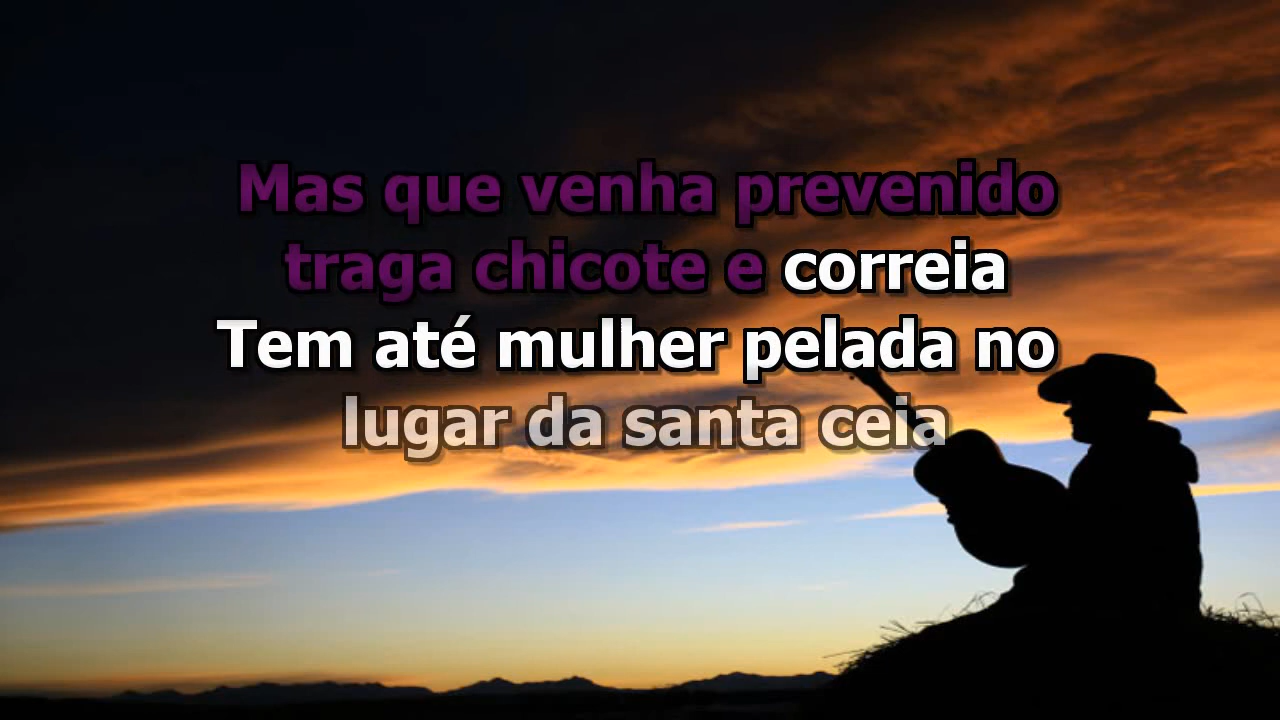 Mas que venha prevenido
traga chicote e correia
Tem até mulher pelada no
lugar da santa ceia